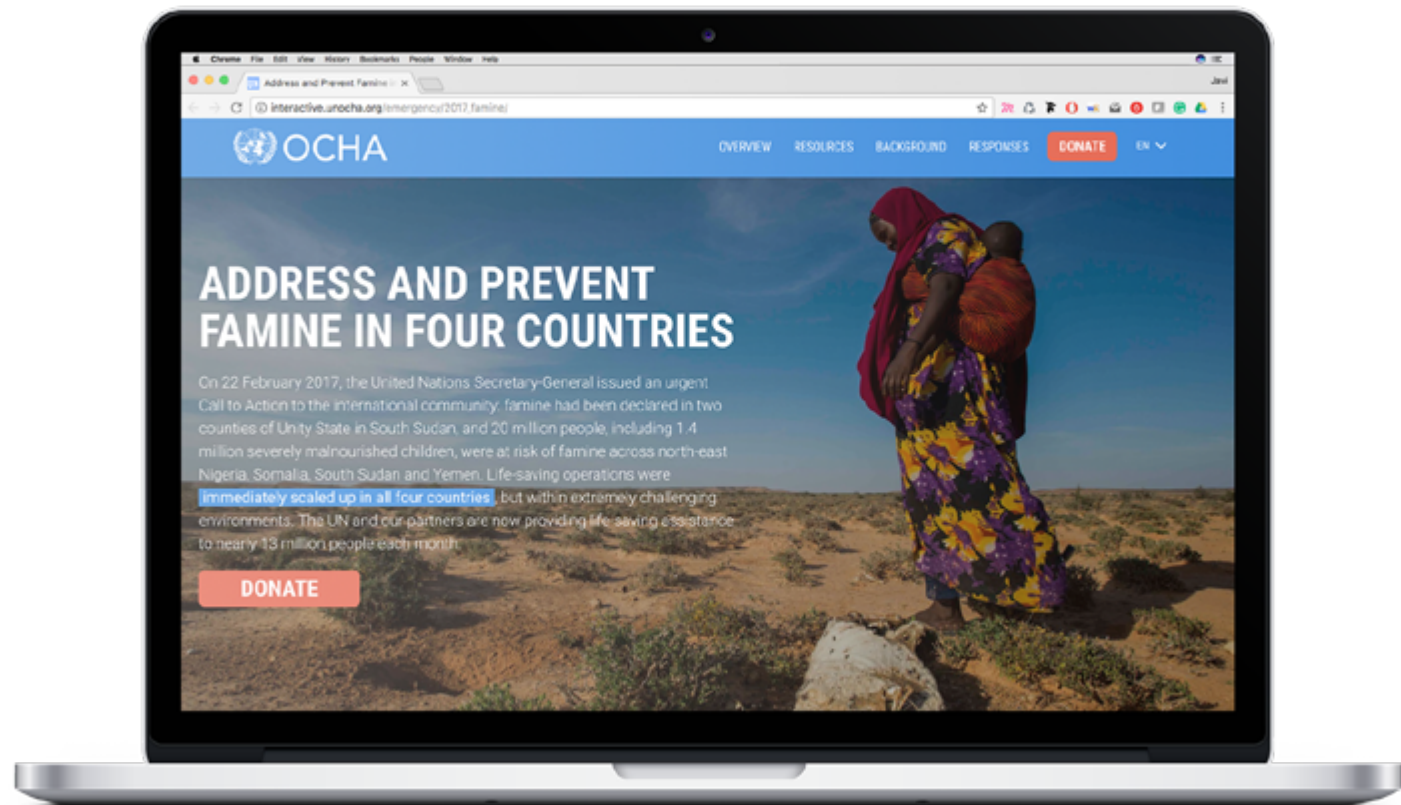 Chrome File Edit View History Bookmarks People Window Help
Address and Prevent Famine
Javi
interactive.unocha.org/emergency/2017_famine/
OCHA
OVERVIEW RESOURCES BACKGROUND RESPONSES DONATE EN
ADDRESS AND PREVENT
FAMINE IN FOUR COUNTRIES
On 22 February 2017, the United Nations Secretary-General issued an urgent
Call to Action to the international community: famine had been declared in two
counties of Unity State in South Sudan, and 20 million people, including 1.4
million severely malnourished children, were at risk of famine across north-east
Nigeria, Somalia, South Sudan and Yemen. Life-saving operations were
immediately scaled up in all four countries, but within extremely challenging
environments. The UN and our partners are now providing life-saving assistance
to nearly 13 million people each month.
DONATE